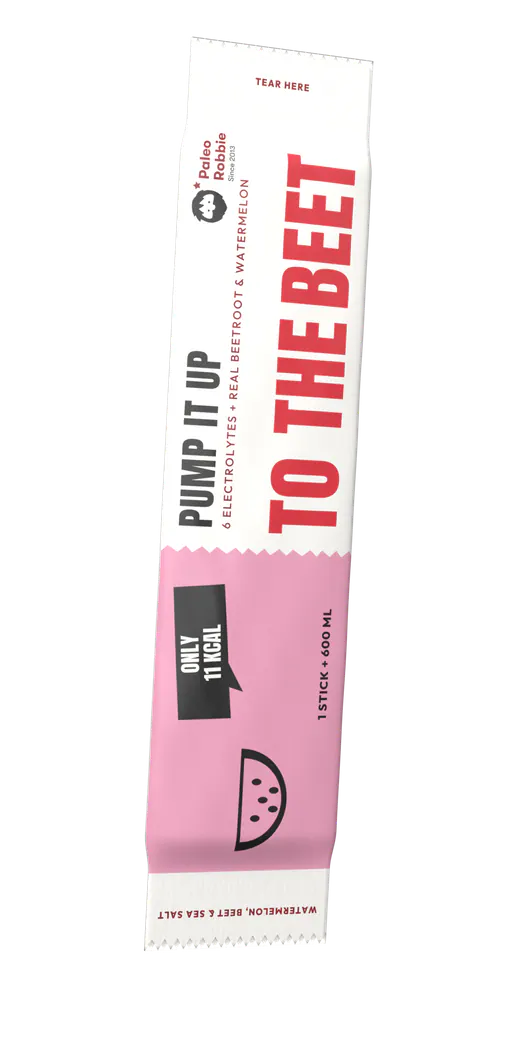 TEAR HERE
Paleo
Robbie
Since 2013
PUMP IT UP
6 ELECTROLYTES + REAL BEETROOT & WATERMELON
TO THE BEET
ONLY
11 KCAL
1 STICK + 600 ML
WATERMELON, BEET & SEA SALT